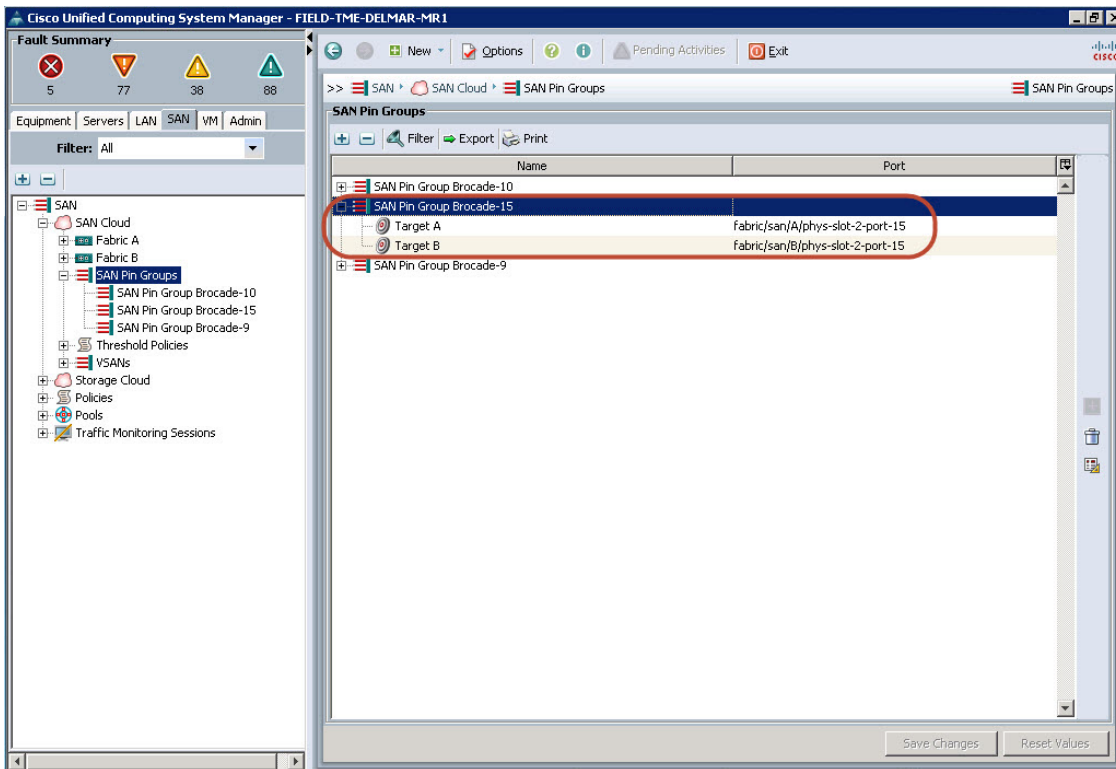 Cisco Unified Computing System Manager - FIELD-TME-DELMAR-MR1
Fault Summary
5 77 38 88
New Options Pending Activities Exit
CISCO
>> SAN SAN Cloud SAN Pin Groups SAN Pin Groups
Equipment Servers LAN SAN VM Admin
Filter: All
SAN
SAN Cloud
Fabric A
Fabric B
SAN Pin Groups
SAN Pin Group Brocade-10
SAN Pin Group Brocade-15
SAN Pin Group Brocade-9
Threshold Policies
VSANs
Storage Cloud
Policies
Pools
Traffic Monitoring Sessions
SAN Pin Groups
Filter Export Print
Name Port
SAN Pin Group Brocade-10
SAN Pin Group Brocade-15
Target A fabric/san/A/phys-slot-2-port-15
Target B fabric/san/B/phys-slot-2-port-15
SAN Pin Group Brocade-9
Save Changes Reset Values